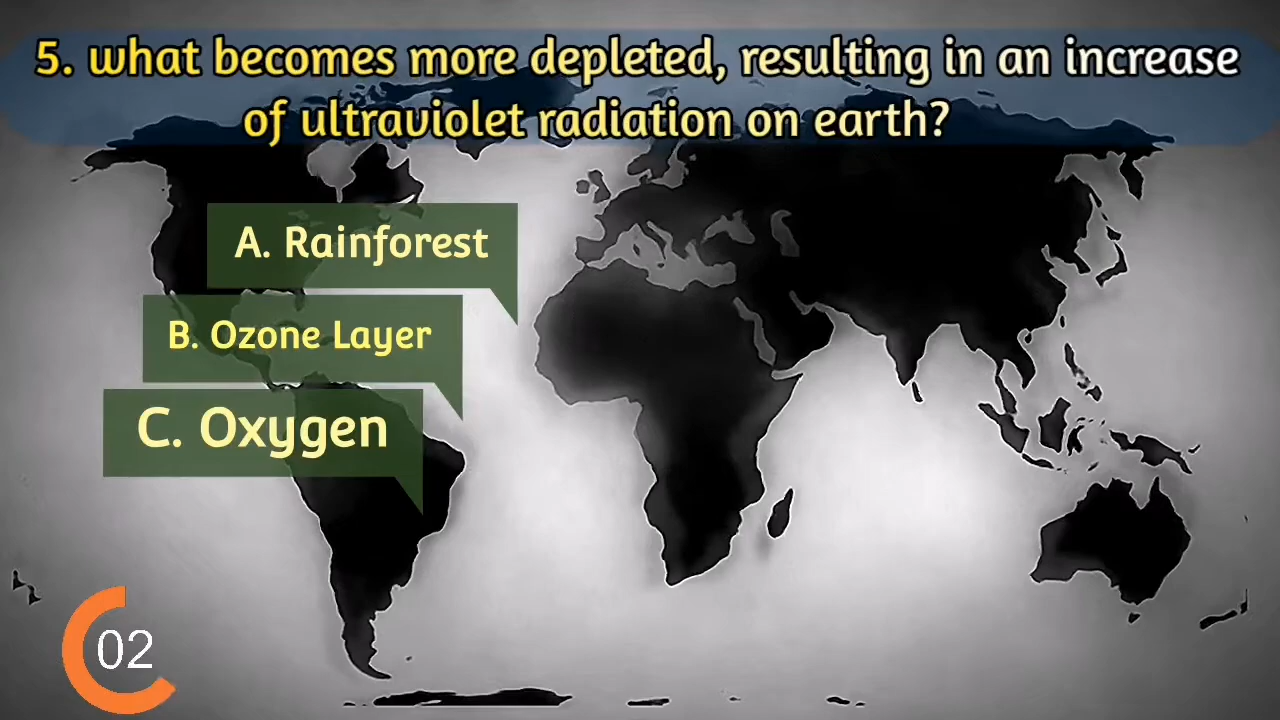 5. what becomes more depleted, resulting in an increase
of ultraviolet radiation on earth?
A. Rainforest
B. Ozone Layer
C. Oxygen
02